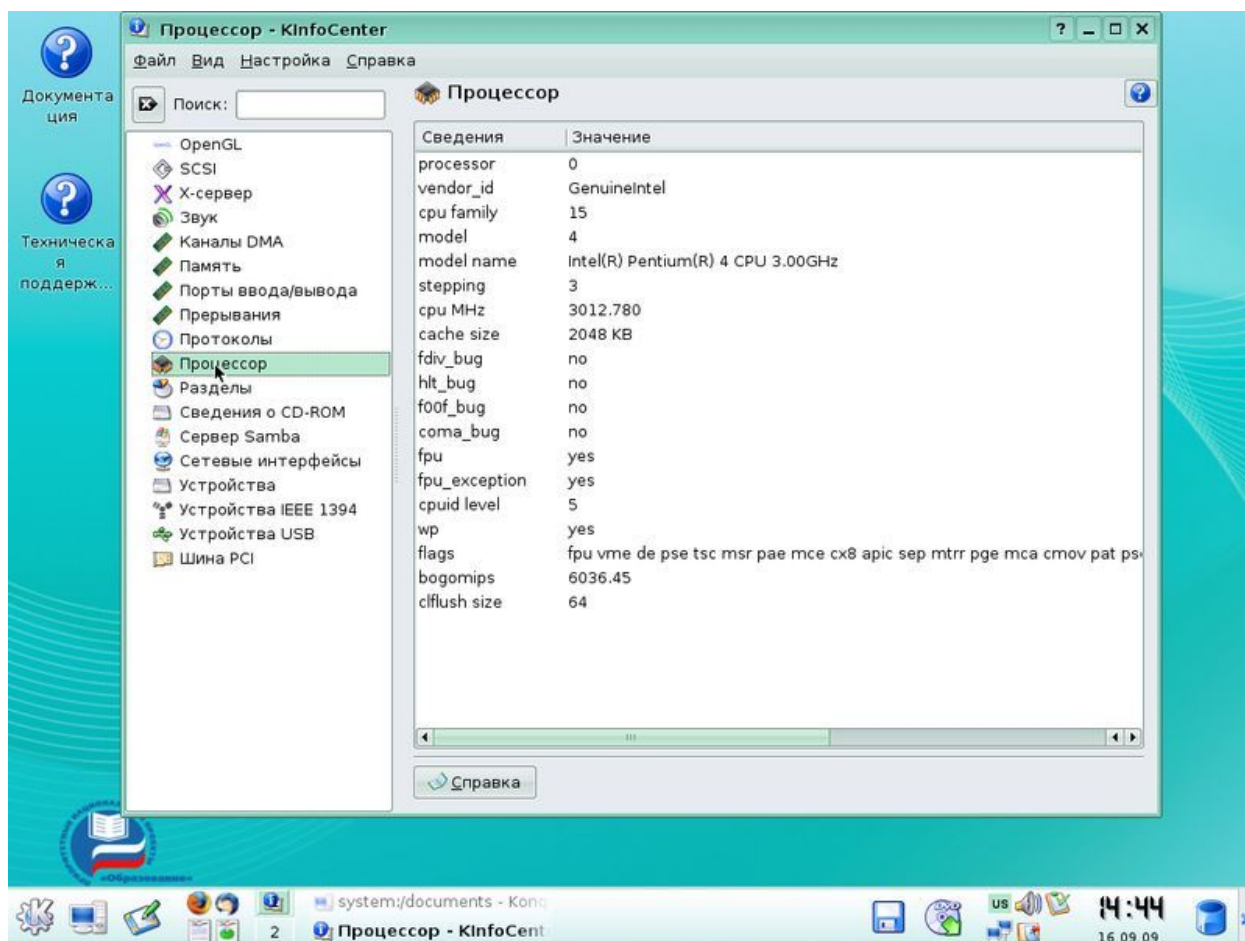 Процессор - KInfoCenter
Файл Вид Настройка Справка
Документа
ция
Техническа
я
поддерж...
Поиск:
OpenGL
SCSI
X-сервер
Звук
Каналы DMA
Память
Порты ввода/вывода
Прерывания
Протоколы
Процессор
Разделы
Сведения о CD-ROM
Сервер Samba
Сетевые интерфейсы
Устройства
Устройства IEEE 1394
Устройства USB
Шина PCI
Процессор
Сведения Значение
processor 0
vendor_id GenuineIntel
cpu family 15
model 4
model name Intel(R) Pentium(R) 4 CPU 3.00GHz
stepping 3
cpu MHz 3012.780
cache size 2048 KB
fdiv_bug no
hlt_bug no
f00f_bug no
coma_bug no
fpu yes
fpu_exception yes
cpuid level 5
wp yes
flags fpu vme de pse tsc msr pae mce cx8 apic sep mtrr pge mca cmov pat ps
bogomips 6036.45
clflush size 64
Справка
«Образование»
2
system:/documents - Kon
Процессор - KInfoCent
US
14:44
16.09.09